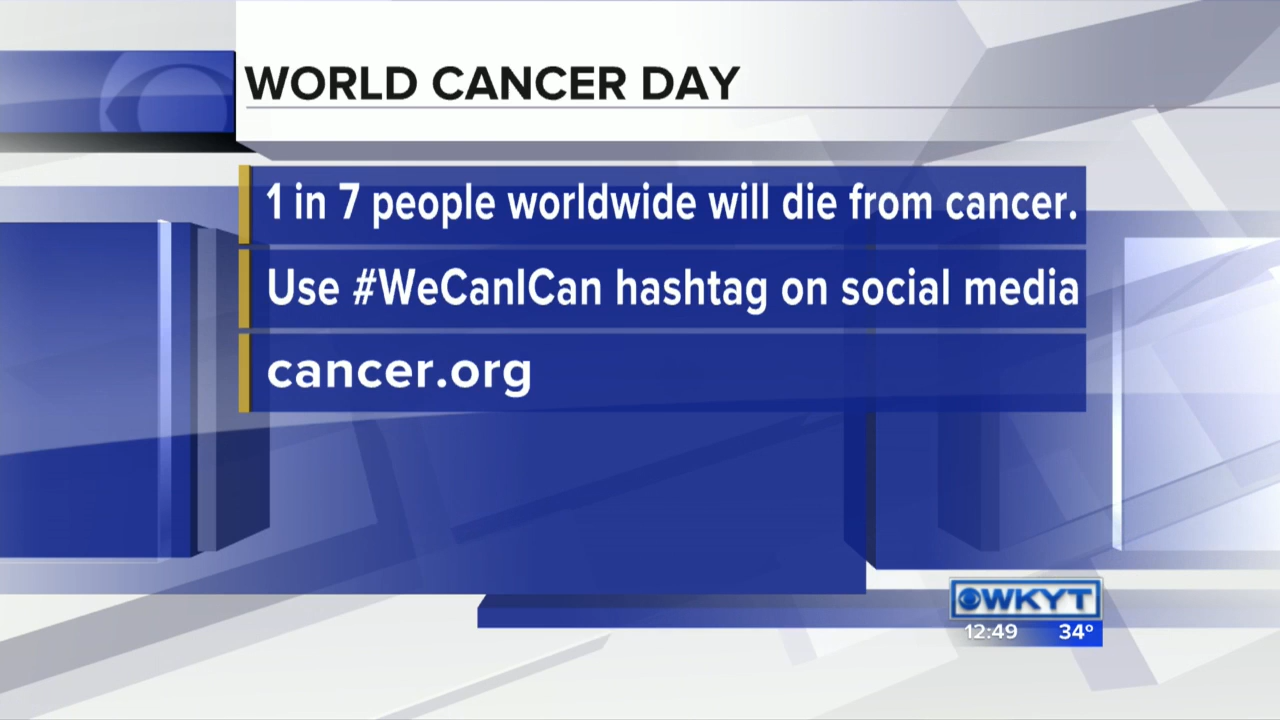 WORLD CANCER DAY
1 in 7 people worldwide will die from cancer.
Use #WeCanICan hashtag on social media
cancer.org
WKYT
12:49 34°